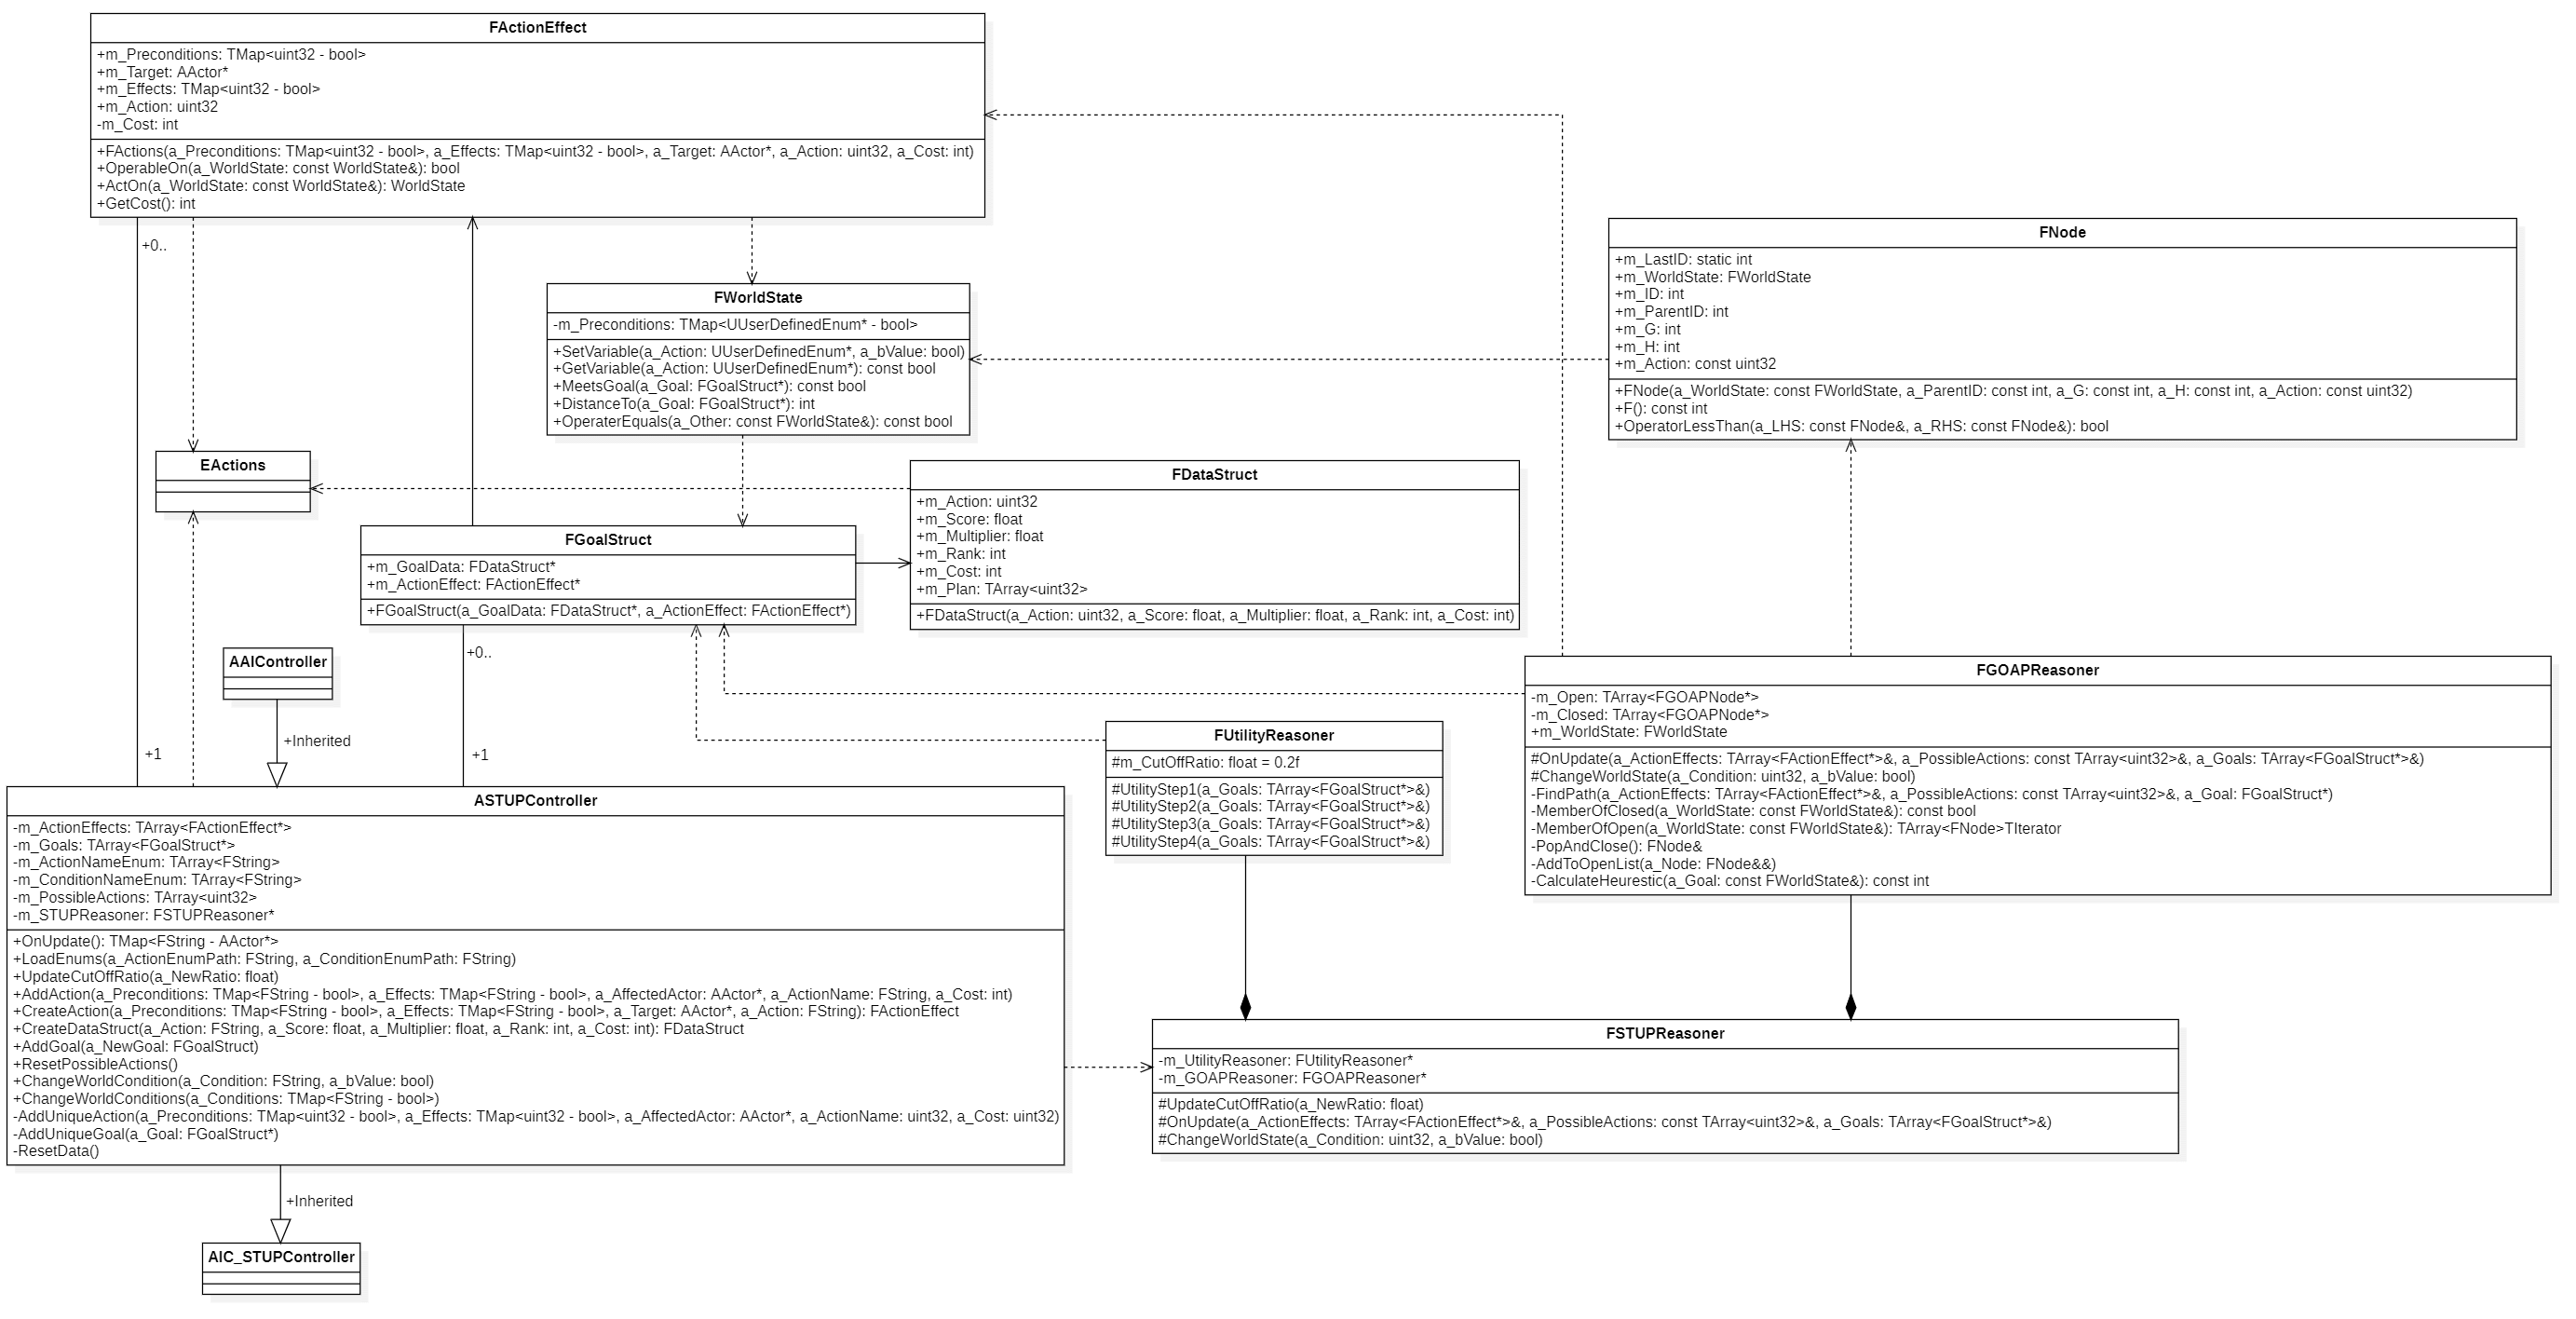 FActionEffect
+m_Preconditions: TMap<uint32 - bool>
+m_Target: AActor*
+m_Effects: TMap<uint32 - bool>
+m_Action: uint32
-m_Cost: int
+FActions(a_Preconditions: TMap<uint32 - bool>, a_Effects: TMap<uint32 - bool>, a_Target: AActor*, a_Action: uint32, a_Cost: int)
+OperableOn(a_WorldState: const WorldState&): bool
+ActOn(a_WorldState: const WorldState&): WorldState
+GetCost(): int
+0..
FNode
+m_LastID: static int
+m_WorldState: FWorldState
+m_ID: int
+m_ParentID: int
+m_G: int
+m_H: int
+m_Action: const uint32
+FNode(a_WorldState: const FWorldState, a_ParentID: const int, a_G: const int, a_H: const int, a_Action: const uint32)
+F(): const int
+OperatorLessThan(a_LHS: const FNode&, a_RHS: const FNode&): bool
FWorldState
-m_Preconditions: TMap<UUserDefinedEnum* - bool>
+SetVariable(a_Action: UUserDefinedEnum*, a_bValue: bool)
+GetVariable(a_Action: UUserDefinedEnum*): const bool
+MeetsGoal(a_Goal: FGoalStruct*): const bool
+DistanceTo(a_Goal: FGoalStruct*): int
+OperaterEquals(a_Other: const FWorldState&): const bool
EActions
FDataStruct
+m_Action: uint32
+m_Score: float
+m_Multiplier: float
+m_Rank: int
+m_Cost: int
+m_Plan: TArray<uint32>
+FDataStruct(a_Action: uint32, a_Score: float, a_Multiplier: float, a_Rank: int, a_Cost: int)
FGoalStruct
+m_GoalData: FDataStruct*
+m_ActionEffect: FActionEffect*
+FGoalStruct(a_GoalData: FDataStruct*, a_ActionEffect: FActionEffect*)
+0..
AAIController
+Inherited
+1
+1
FGOAPReasoner
-m_Open: TArray<FGOAPNode*>
-m_Closed: TArray<FGOAPNode*>
+m_WorldState: FWorldState
#OnUpdate(a_ActionEffects: TArray<FActionEffect*>&, a_PossibleActions: const TArray<uint32>&, a_Goals: TArray<FGoalStruct*>&)
#ChangeWorldState(a_Condition: uint32, a_bValue: bool)
-FindPath(a_ActionEffects: TArray<FActionEffect*>&, a_PossibleActions: const TArray<uint32>&, a_Goal: FGoalStruct*)
-MemberOfClosed(a_WorldState: const FWorldState&): const bool
-MemberOfOpen(a_WorldState: const FWorldState&): TArray<FNode>TIterator
-PopAndClose(): FNode&
-AddToOpenList(a_Node: FNode&&)
-CalculateHeurestic(a_Goal: const FWorldState&): const int
FUtilityReasoner
#m_CutOffRatio: float = 0.2f
#UtilityStep1(a_Goals: TArray<FGoalStruct*>&)
#UtilityStep2(a_Goals: TArray<FGoalStruct*>&)
#UtilityStep3(a_Goals: TArray<FGoalStruct*>&)
#UtilityStep4(a_Goals: TArray<FGoalStruct*>&)
ASTUPController
-m_ActionEffects: TArray<FActionEffect*>
-m_Goals: TArray<FGoalStruct*>
-m_ActionNameEnum: TArray<FString>
-m_ConditionNameEnum: TArray<FString>
-m_PossibleActions: TArray<uint32>
-m_STUPReasoner: FSTUPReasoner*
+OnUpdate(): TMap<FString - AActor*>
+LoadEnums(a_ActionEnumPath: FString, a_ConditionEnumPath: FString)
+UpdateCutOffRatio(a_NewRatio: float)
+AddAction(a_Preconditions: TMap<FString - bool>, a_Effects: TMap<FString - bool>, a_AffectedActor: AActor*, a_ActionName: FString, a_Cost: int)
+CreateAction(a_Preconditions: TMap<FString - bool>, a_Effects: TMap<FString - bool>, a_Target: AActor*, a_Action: FString): FActionEffect
+CreateDataStruct(a_Action: FString, a_Score: float, a_Multiplier: float, a_Rank: int, a_Cost: int): FDataStruct
+AddGoal(a_NewGoal: FGoalStruct)
+ResetPossibleActions()
+ChangeWorldCondition(a_Condition: FString, a_bValue: bool)
+ChangeWorldConditions(a_Conditions: TMap<FString - bool>)
-AddUniqueAction(a_Preconditions: TMap<uint32 - bool>, a_Effects: TMap<uint32 - bool>, a_AffectedActor: AActor*, a_ActionName: uint32, a_Cost: uint32)
-AddUniqueGoal(a_Goal: FGoalStruct*)
-ResetData()
FSTUPReasoner
-m_UtilityReasoner: FUtilityReasoner*
-m_GOAPReasoner: FGOAPReasoner*
#UpdateCutOffRatio(a_NewRatio: float)
#OnUpdate(a_ActionEffects: TArray<FActionEffect*>&, a_PossibleActions: const TArray<uint32>&, a_Goals: TArray<FGoalStruct*>&)
#ChangeWorldState(a_Condition: uint32, a_bValue: bool)
+Inherited
AIC_STUPController